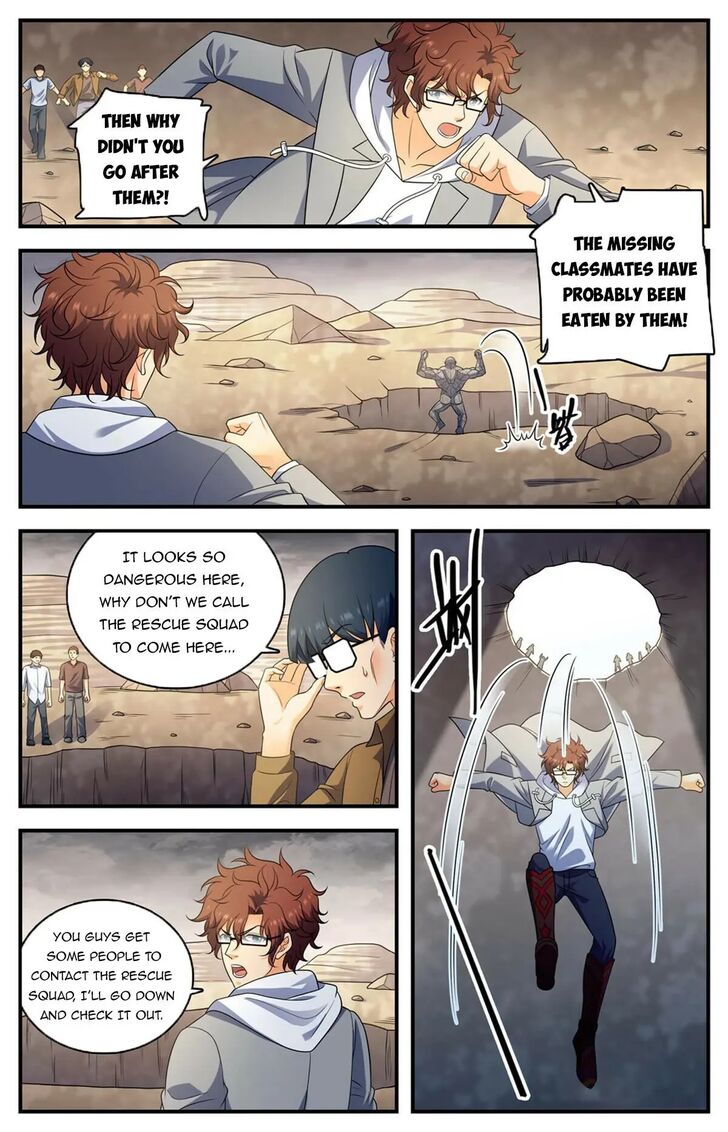 THEN WHY
DIDN'T YOU
GO AFTER
THEM?!
THE MISSING
CLASSMATES HAVE
PROBABLY BEEN
EATEN BY THEM!
IT LOOKS SO
DANGEROUS HERE,
WHY DON'T WE CALL
THE RESCUE SQUAD
TO COME HERE...
YOU GUYS GET
SOME PEOPLE TO
CONTACT THE RESCUE
SQUAD, I'LL GO DOWN
AND CHECK IT OUT.